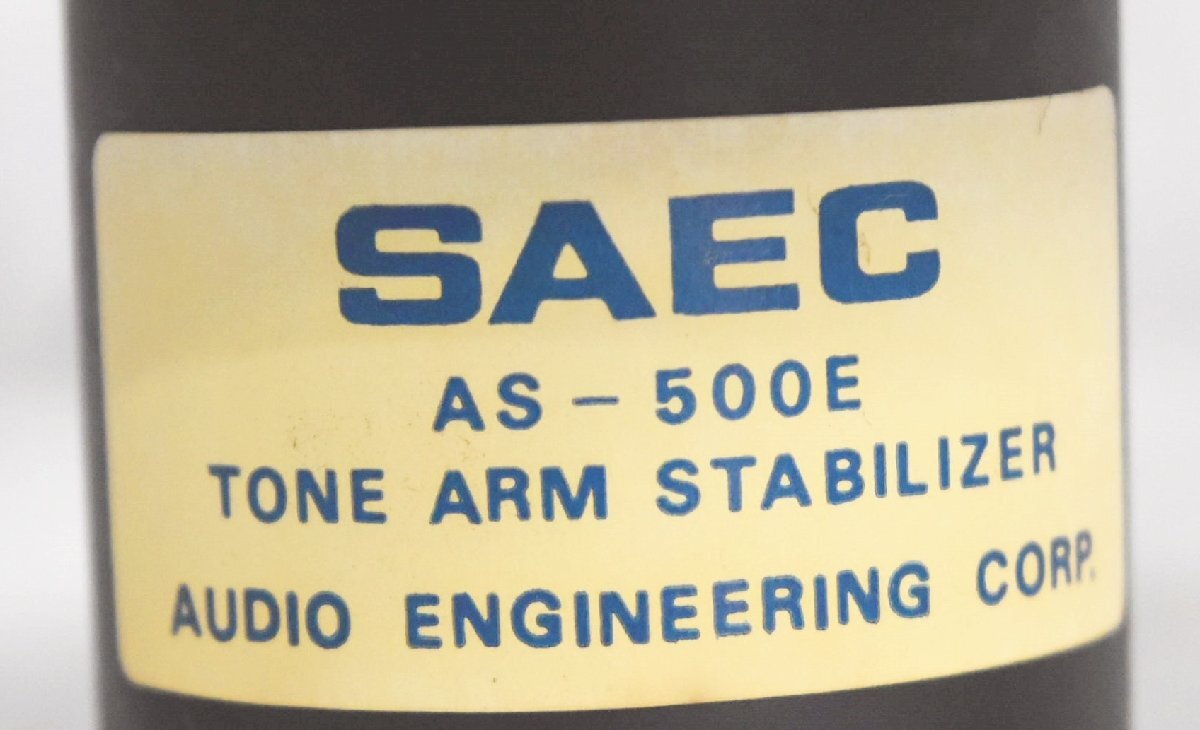 SAEC
AS-500E
TONE ARM STABILIZER
AUDIO ENGINEERING CORP.